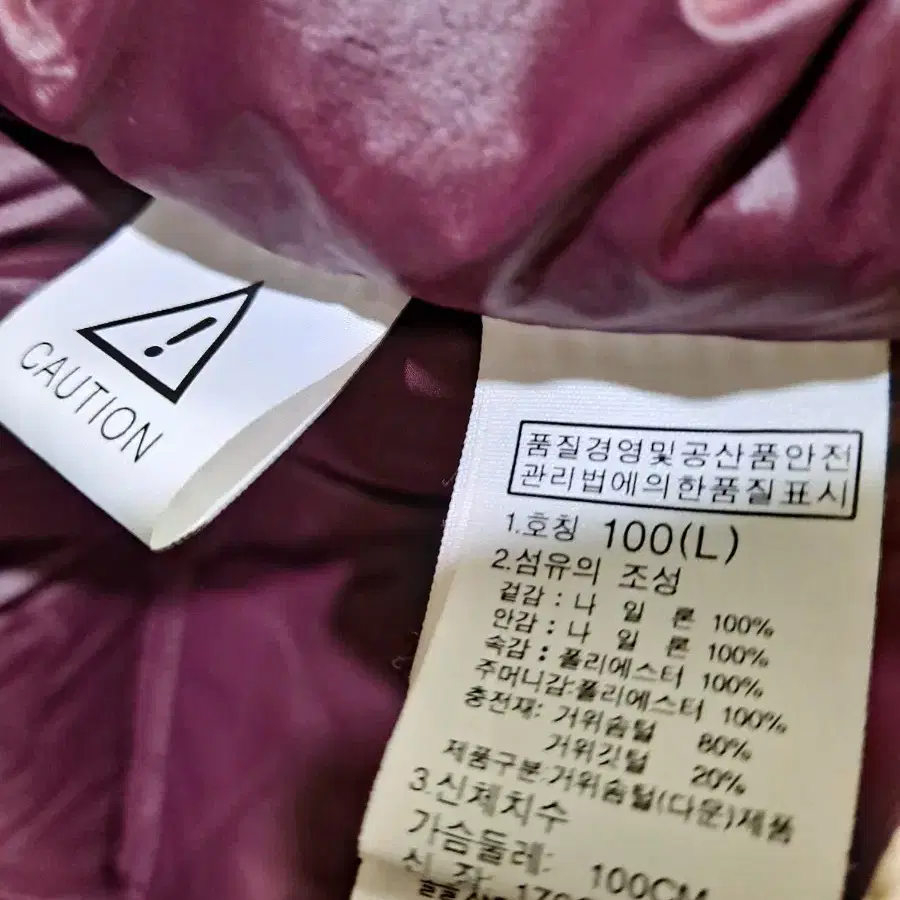 CAUTION
품질경영및공산품안전
관리법에의한품질표시
1.호칭 100(L)
2.섬유의 조성
겉감 : 나 일 론 100%
안감 : 나 일 론 100%
속감 : 폴리에스터 100%
주머니감:폴리에스터 100%
충전재: 거위솜털 80%
거위깃털 20%
제품구분:거위솜털(다운)제품
3.신체치수
가슴둘레: 100CM
신 장: